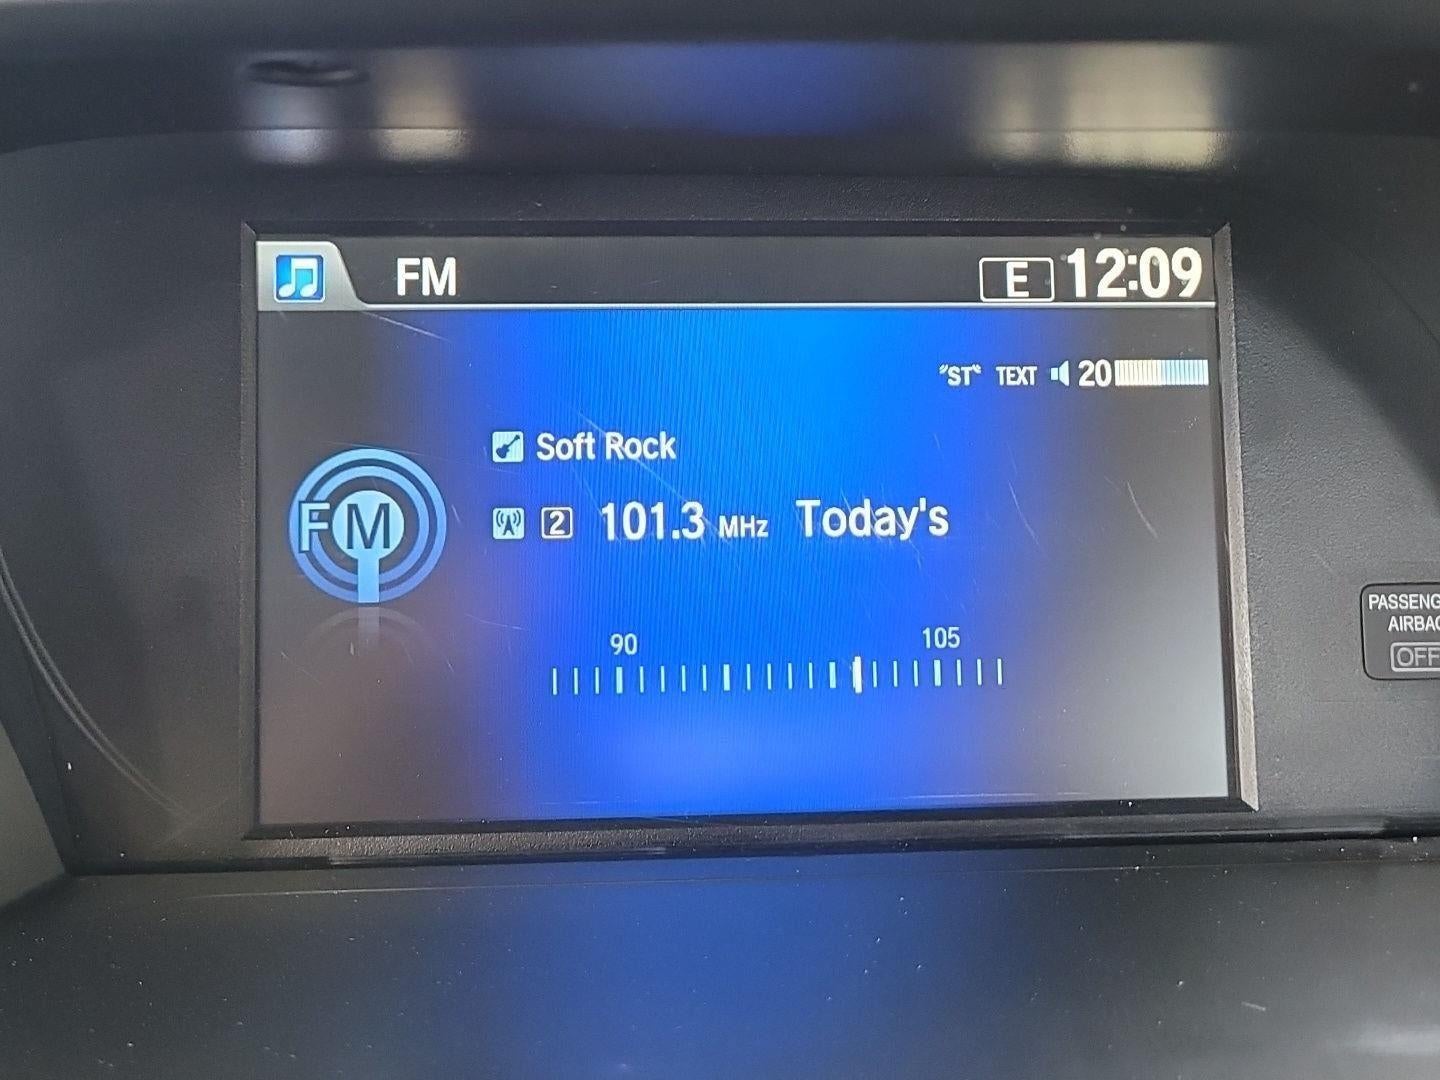 FM E 12:09
"ST" TEXT 20
Soft Rock
FM
2 101.3 MHz Today's
90 105
PASSENG
AIRBAG
OFF